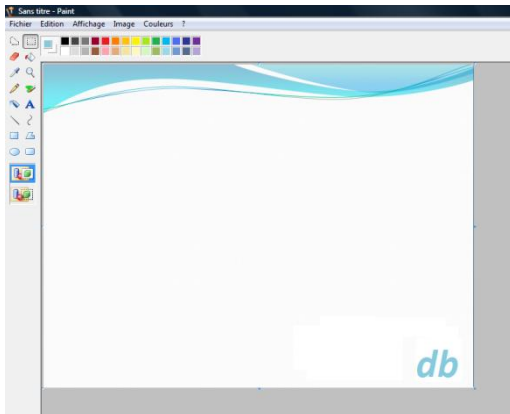 Sans titre - Paint
Fichier Edition Affichage Image Couleurs ?
A
db